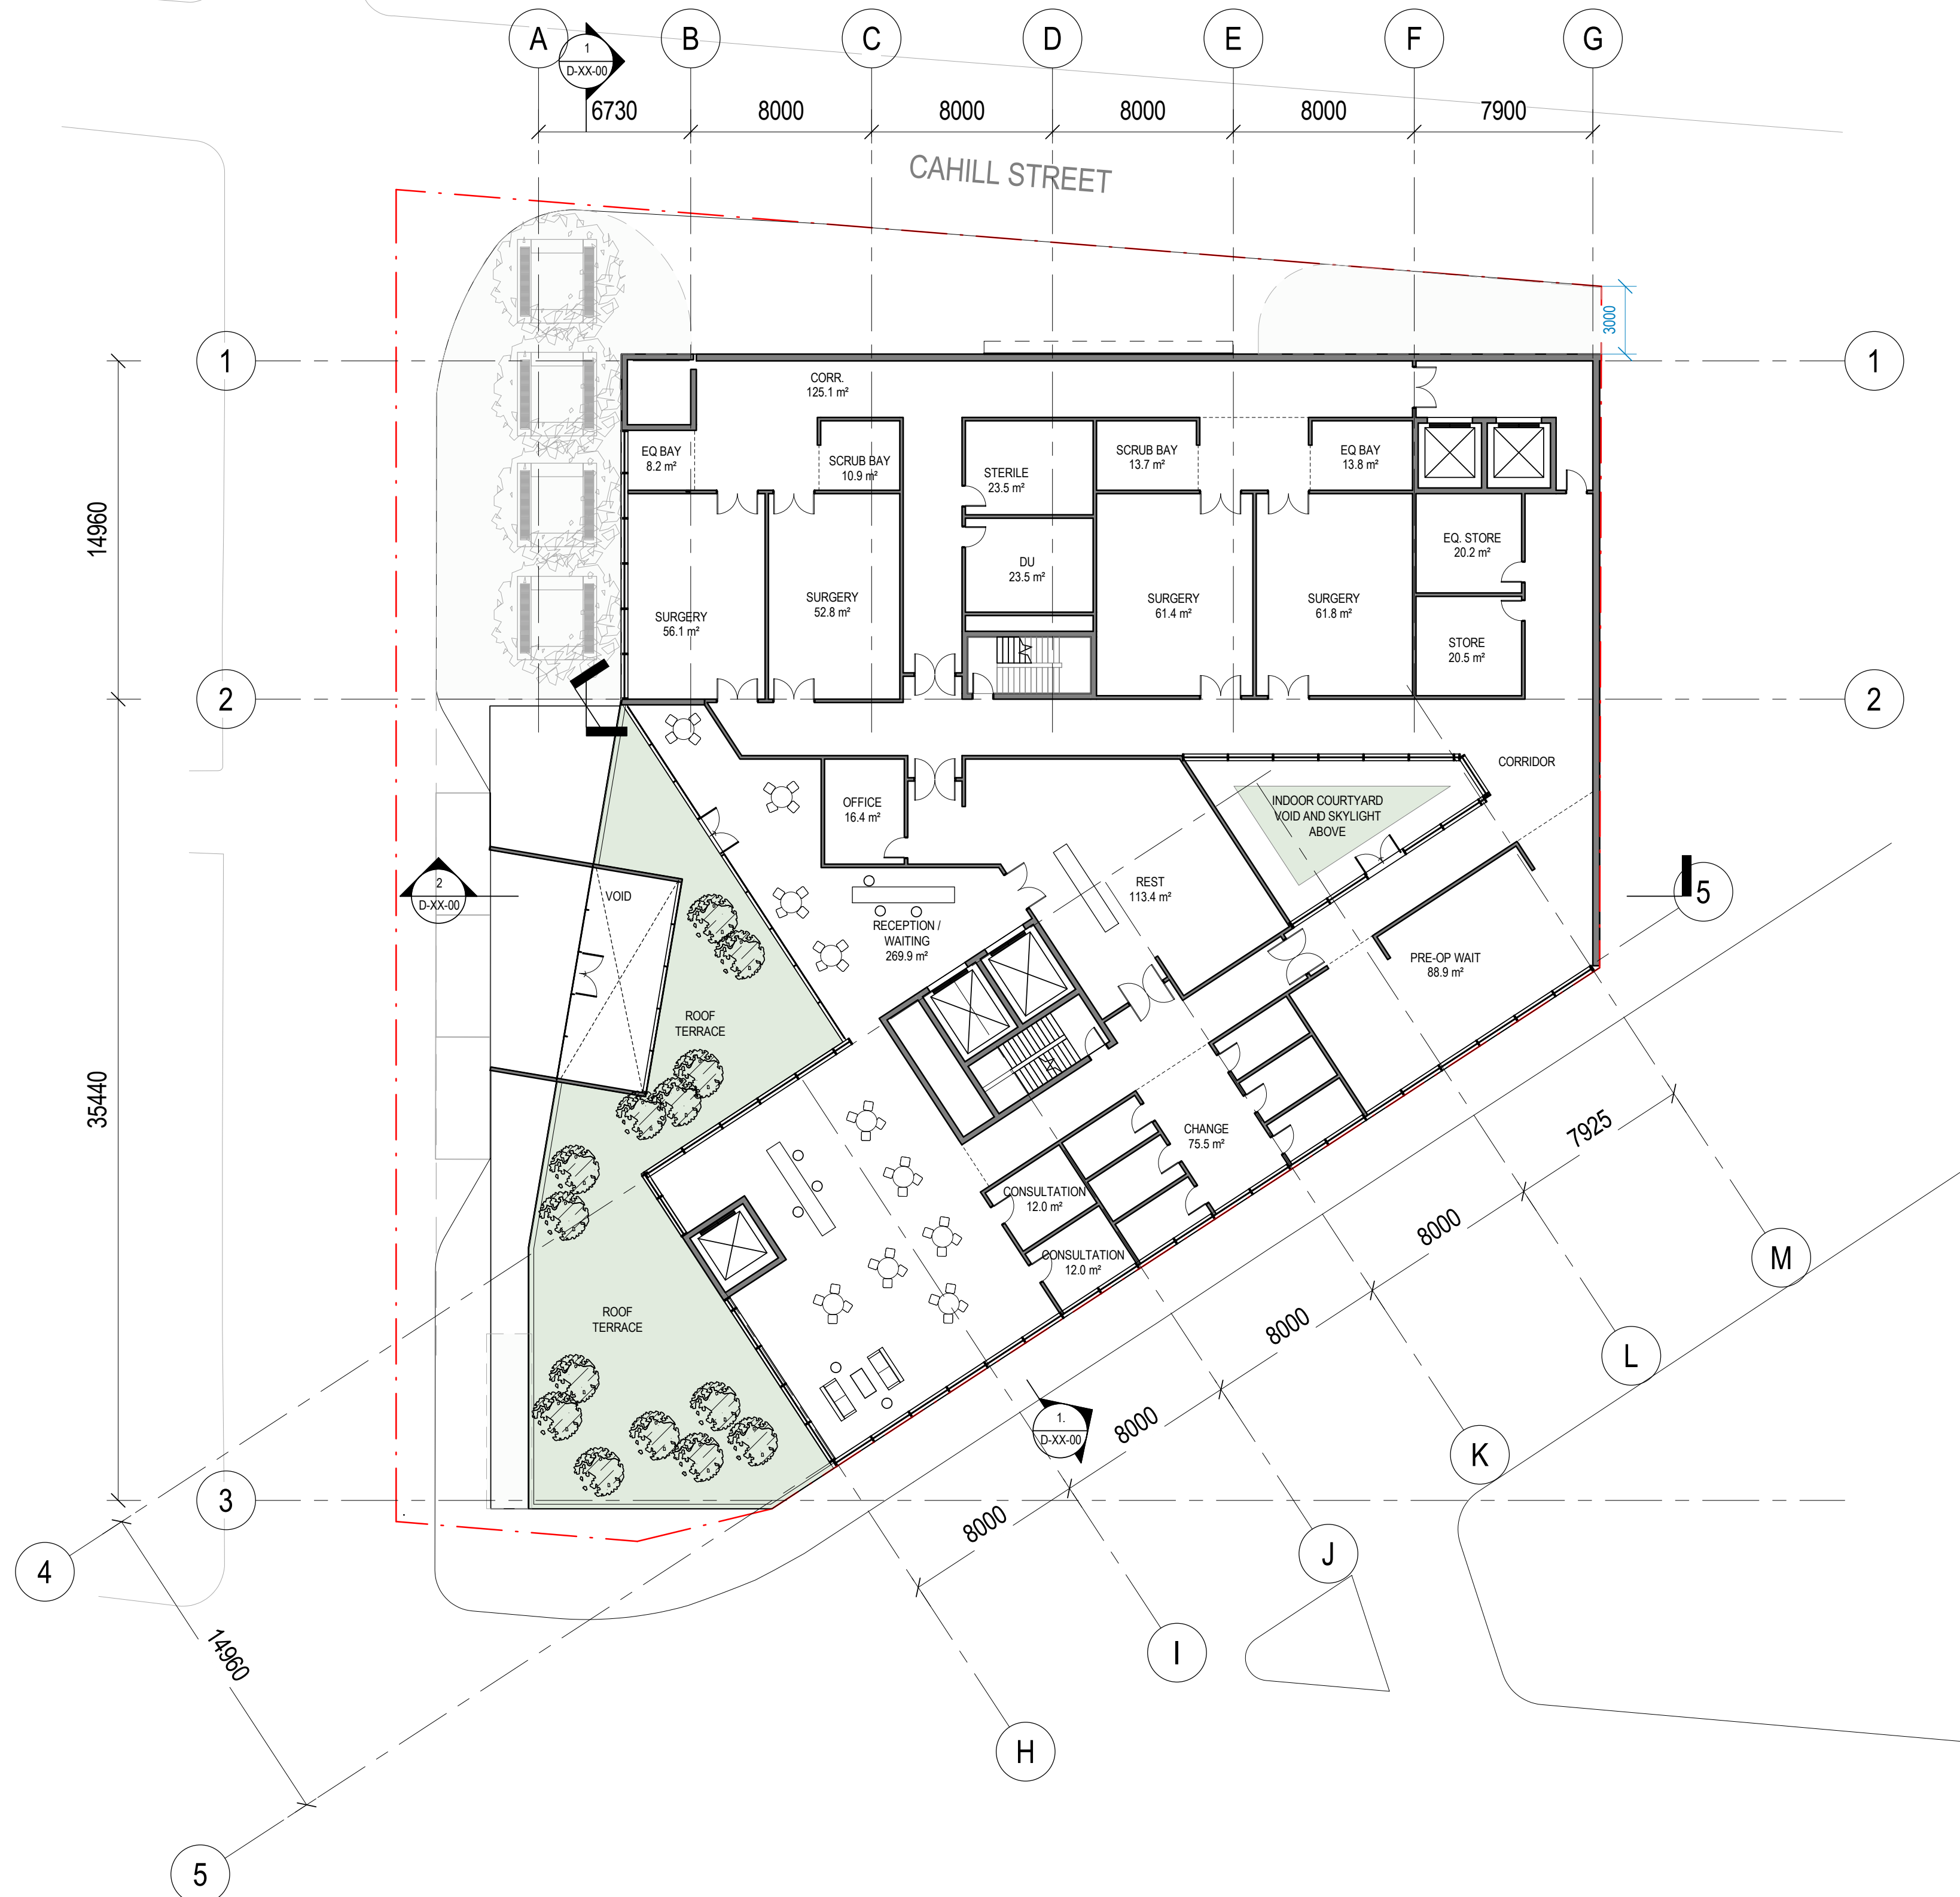 A
B
C
D
E
F
G
1
D-XX-00
6730
8000
8000
8000
8000
7900
CAHILL STREET
3000
1
1
CORR.
125.1 m²
EQ BAY
8.2 m²
SCRUB BAY
10.9 m²
STERILE
23.5 m²
SCRUB BAY
13.7 m²
EQ BAY
13.8 m²
14960
DU
23.5 m²
EQ. STORE
20.2 m²
SURGERY
56.1 m²
SURGERY
52.8 m²
SURGERY
61.4 m²
SURGERY
61.8 m²
STORE
20.5 m²
2
2
CORRIDOR
OFFICE
16.4 m²
INDOOR COURTYARD
VOID AND SKYLIGHT
ABOVE
2
D-XX-00
VOID
REST
113.4 m²
5
RECEPTION /
WAITING
269.9 m²
PRE-OP WAIT
88.9 m²
ROOF
TERRACE
35440
CHANGE
75.5 m²
7925
CONSULTATION
12.0 m²
8000
CONSULTATION
12.0 m²
M
ROOF
TERRACE
8000
L
1.
D-XX-00
8000
K
3
8000
J
4
14960
I
H
5